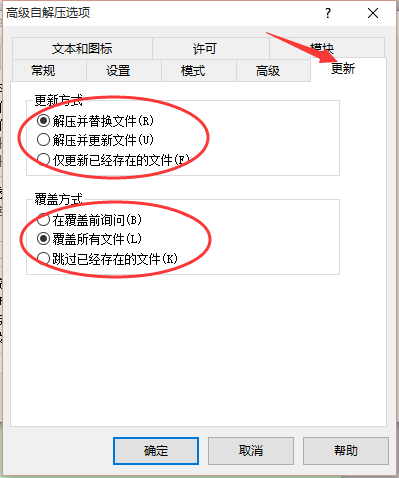 高级自解压选项
?
文本和图标 许可 模块
常规 设置 模式 高级 更新
更新方式
解压并替换文件(R)
解压并更新文件(U)
仅更新已经存在的文件(F)
覆盖方式
在覆盖前询问(B)
覆盖所有文件(L)
跳过已经存在的文件(K)
确定 取消 帮助